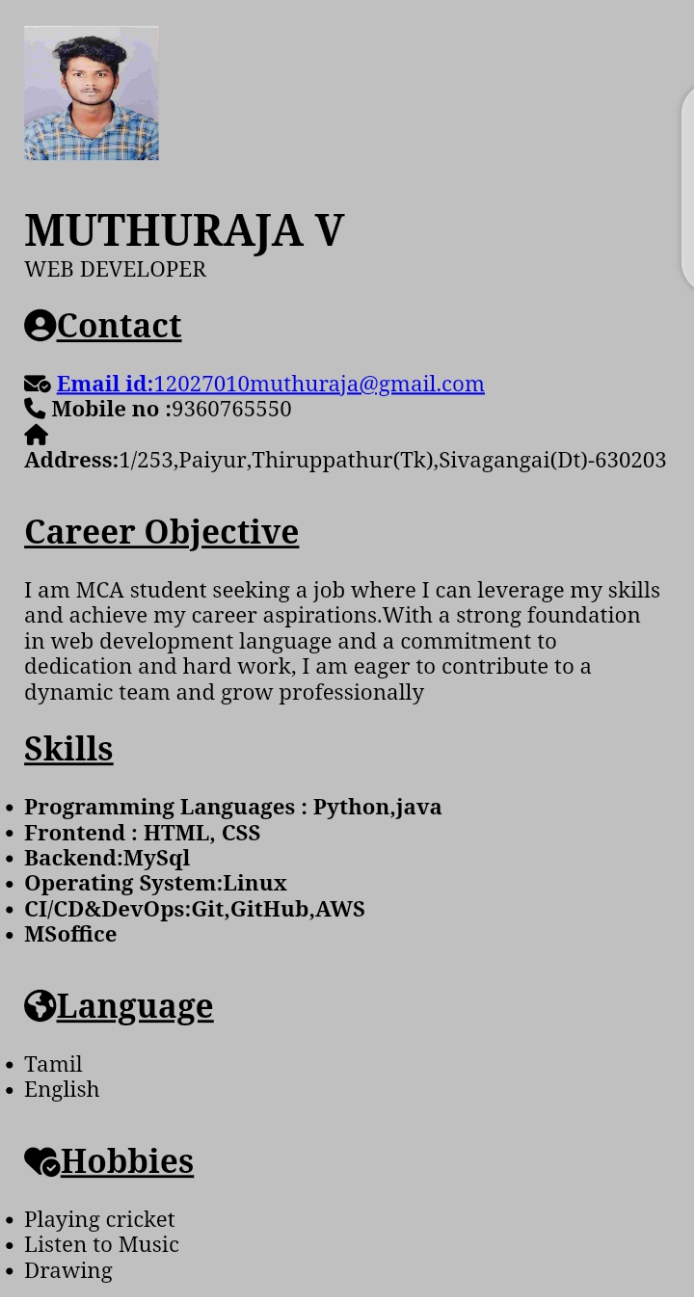 MUTHURAJA V
WEB DEVELOPER
Contact
Email id:12027010muthuraja@gmail.com
Mobile no :9360765550
Address:1/253,Paiyur,Thiruppathur(Tk),Sivagangai(Dt)-630203
Career Objective
I am MCA student seeking a job where I can leverage my skills
and achieve my career aspirations.With a strong foundation
in web development language and a commitment to
dedication and hard work, I am eager to contribute to a
dynamic team and grow professionally
Skills
• Programming Languages : Python,java
• Frontend : HTML, CSS
• Backend:MySql
• Operating System:Linux
• CI/CD&DevOps:Git,GitHub,AWS
• MSoffice
Language
• Tamil
• English
Hobbies
• Playing cricket
• Listen to Music
• Drawing